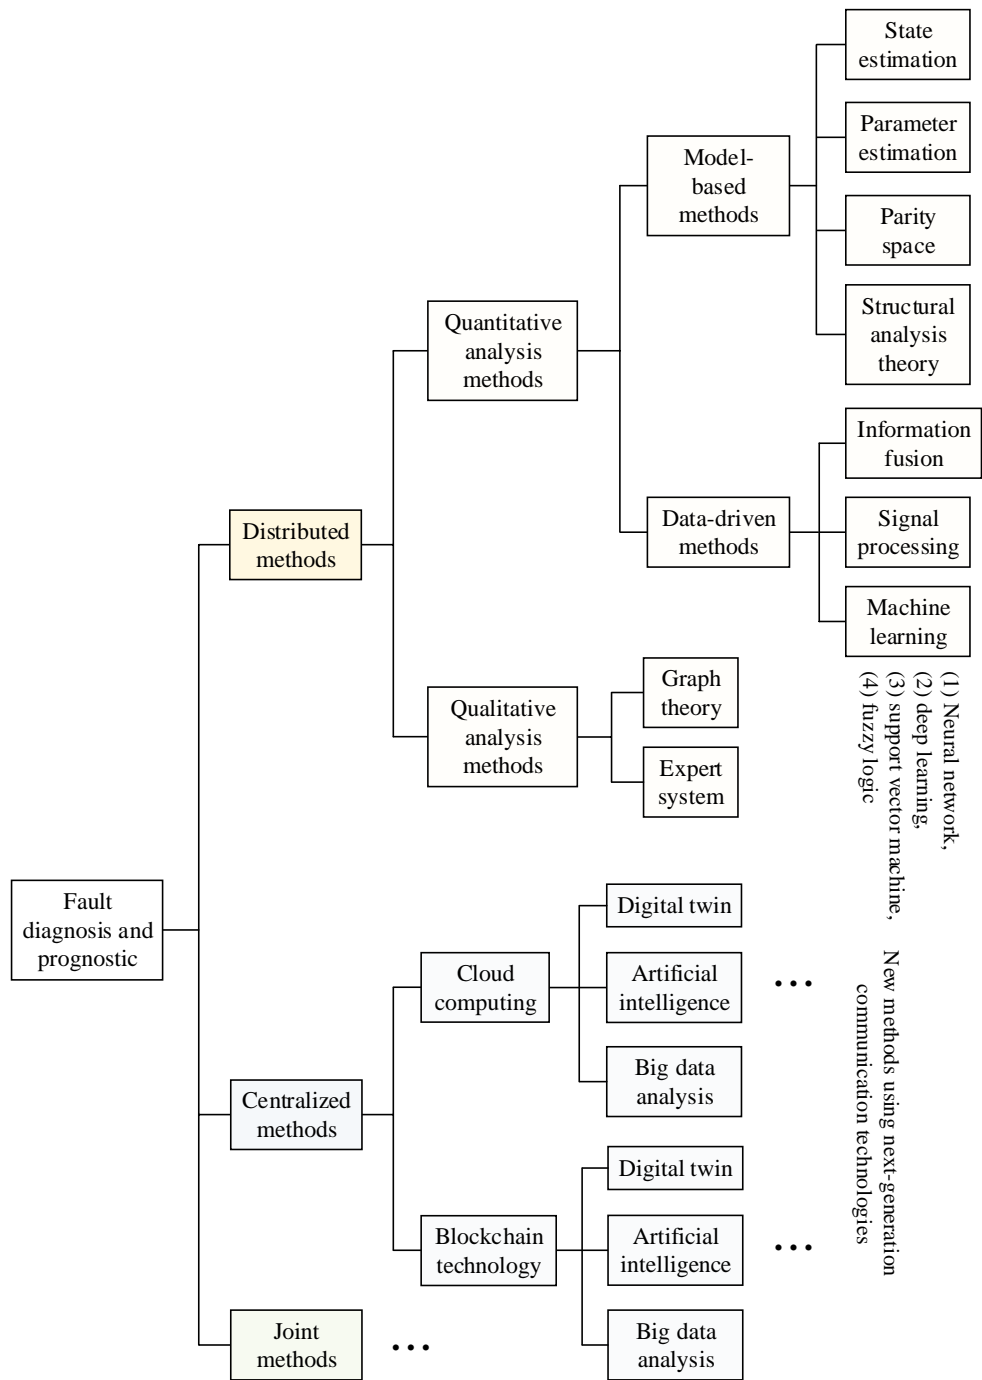 State
estimation
Parameter
estimation
Model-
based
methods
Parity
space
Structural
analysis
theory
Quantitative
analysis
methods
Information
fusion
Distributed
methods
Data-driven
methods
Signal
processing
Machine
learning
(1) Neural network,
(2) deep learning,
(3) support vector machine,
(4) fuzzy logic
Qualitative
analysis
methods
Graph
theory
Expert
system
Fault
diagnosis and
prognostic
Digital twin
Cloud
computing
Artificial
intelligence
...
Big data
analysis
New methods using next-generation
communication technologies
Centralized
methods
Digital twin
Blockchain
technology
Artificial
intelligence
...
Big data
analysis
Joint
methods
...